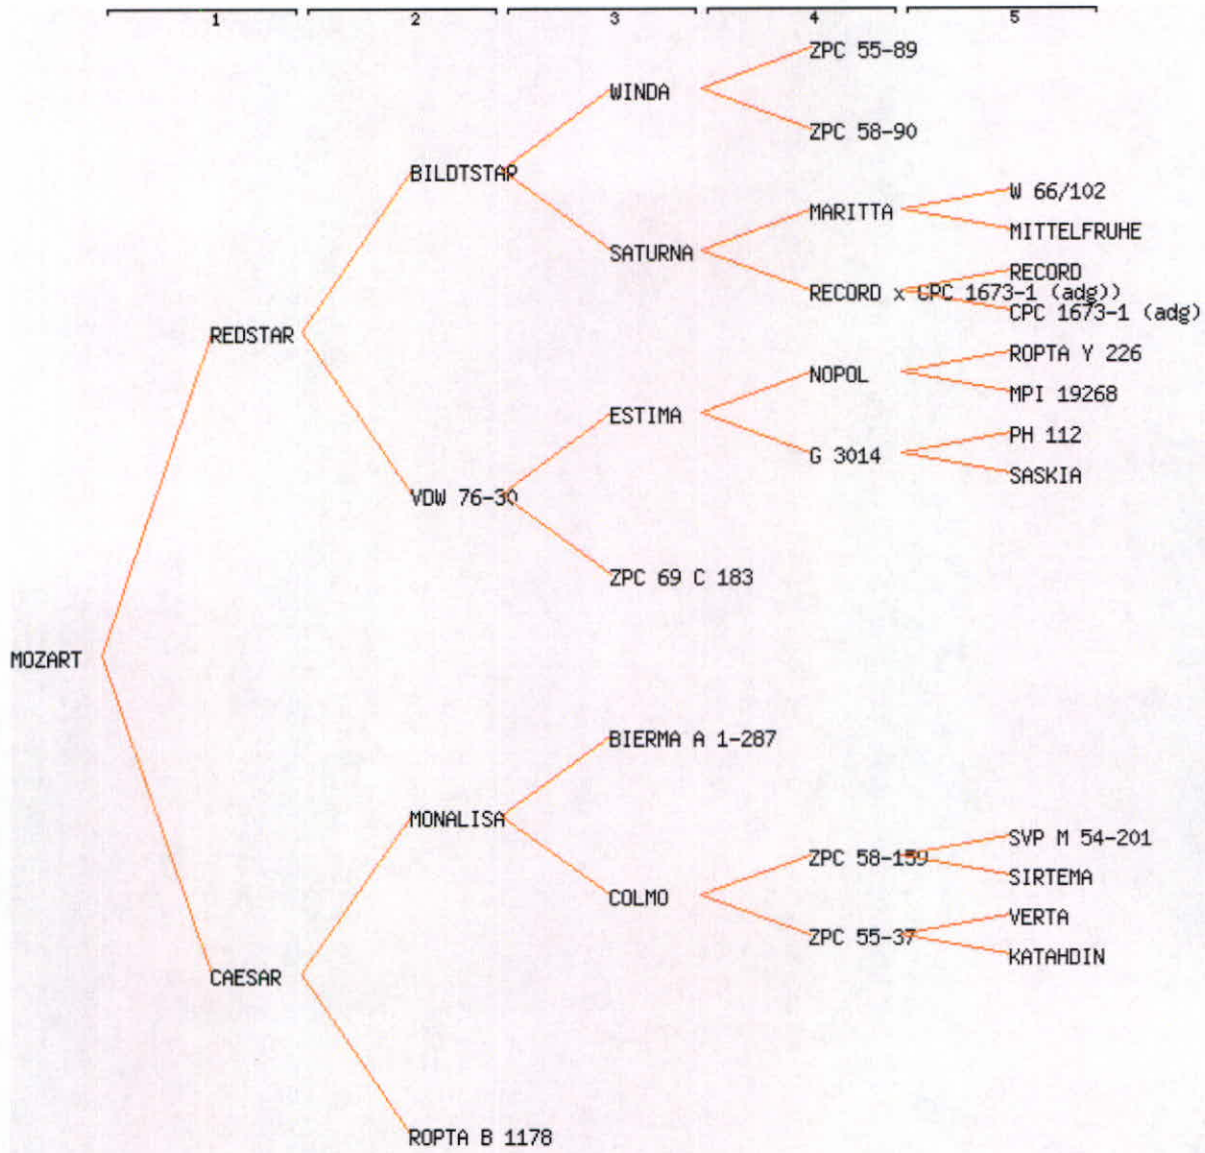 1 2 3 4 5
ZPC 55-89
WINDA
ZPC 58-90
BILDTSTAR
W 66/102
MARITTA
MITTELFRUHE
SATURNA
RECORD
RECORD x CPC 1673-1 (adg))
CPC 1673-1 (adg)
REDSTAR
ROPTA Y 226
NOPOL
MPI 19268
ESTIMA
PH 112
G 3014
SASKIA
VDW 76-30
ZPC 69 C 183
MOZART
BIERMA A 1-287
MONALISA
SVP M 54-201
ZPC 58-159
SIRTEMA
COLMO
VERTA
ZPC 55-37
KATAHDIN
CAESAR
ROPTA B 1178